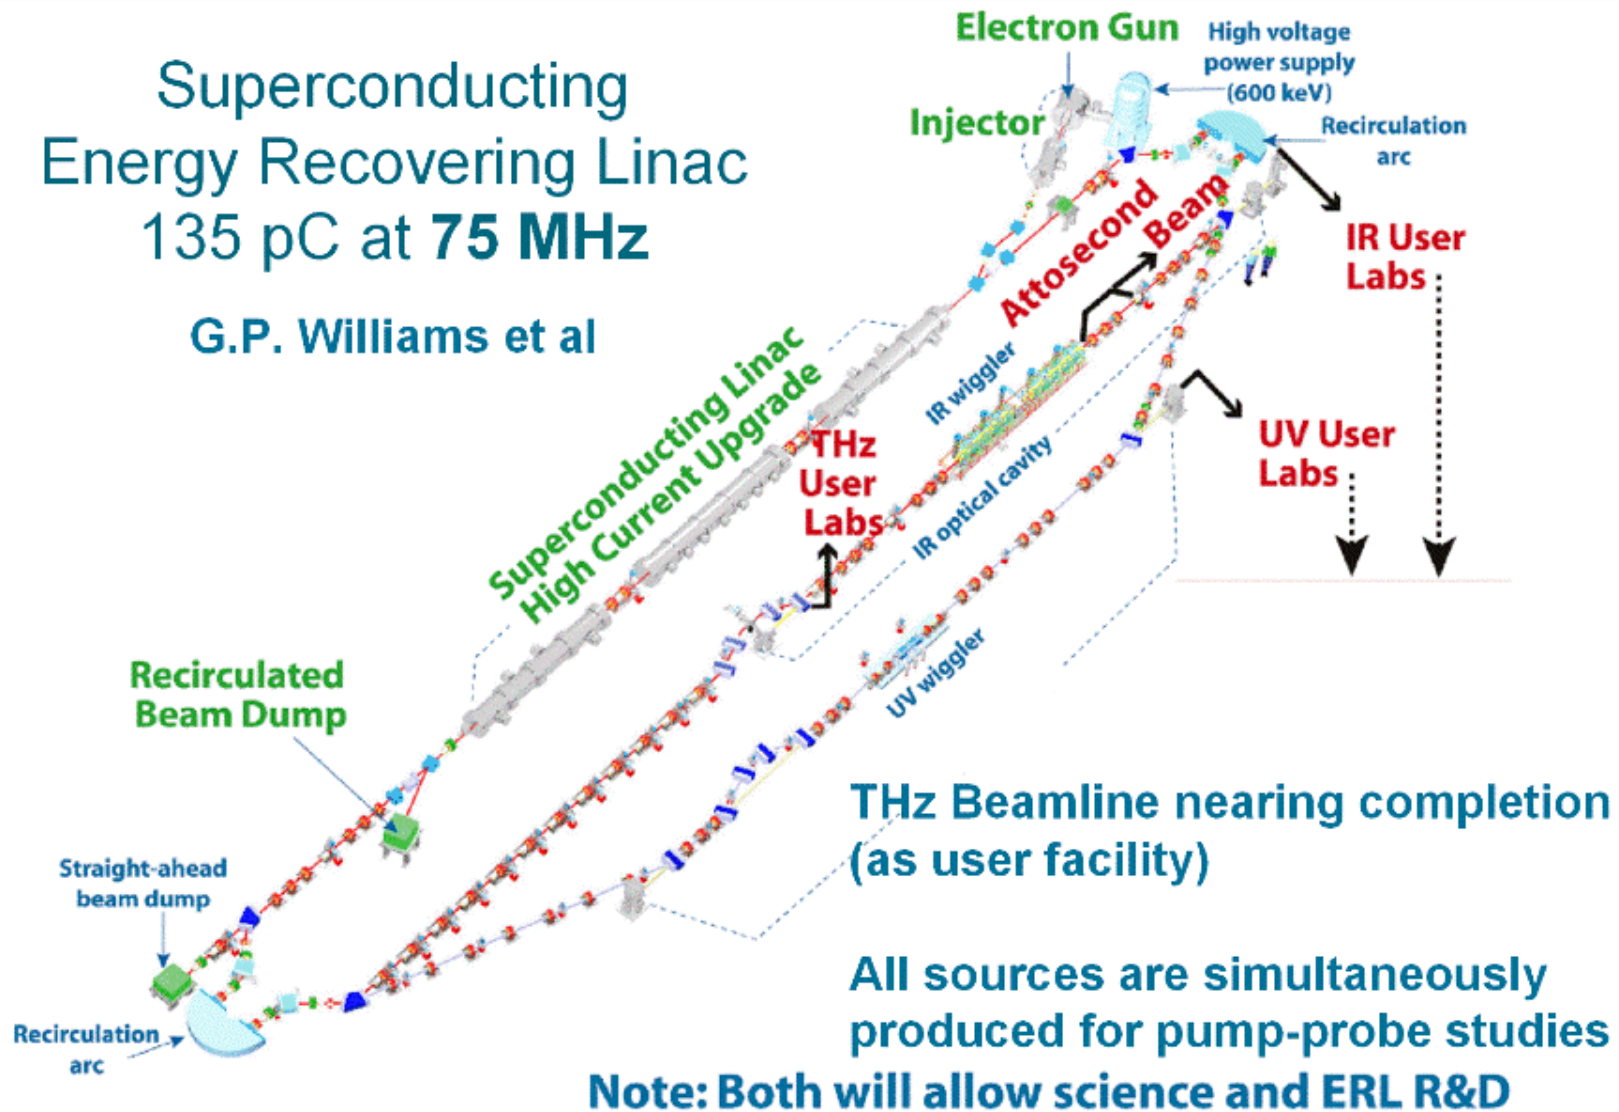 Superconducting
Energy Recovering Linac
135 pC at 75 MHz
G.P. Williams et al
Electron Gun
High voltage
power supply
(600 keV)
Injector
Recirculation
arc
Attosecond
Beam
IR User
Labs
IR wiggler
Superconducting Linac
High Current Upgrade
THz
User
Labs
IR optical cavity
UV User
Labs
UV wiggler
Recirculated
Beam Dump
Straight-ahead
beam dump
Recirculation
arc
THz Beamline nearing completion
(as user facility)
All sources are simultaneously
produced for pump-probe studies
Note: Both will allow science and ERL R&D